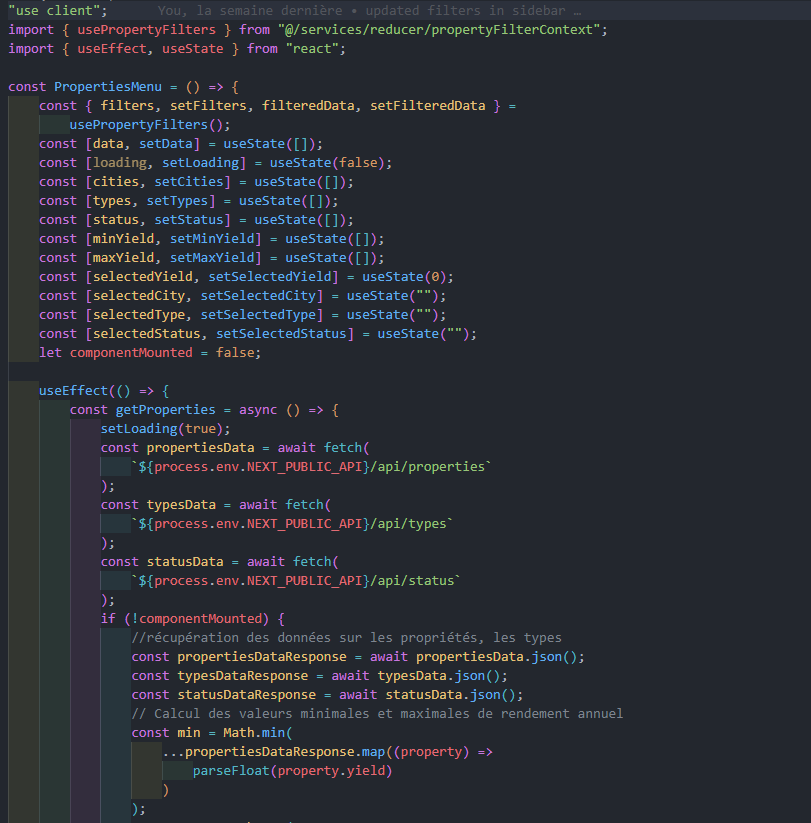 "use client";      You, la semaine dernière • updated filters in sidebar …
import { usePropertyFilters } from "@/services/reducer/propertyFilterContext";
import { useEffect, useState } from "react";

const PropertiesMenu = () => {
    const { filters, setFilters, filteredData, setFilteredData } =
        usePropertyFilters();
    const [data, setData] = useState([]);
    const [loading, setLoading] = useState(false);
    const [cities, setCities] = useState([]);
    const [types, setTypes] = useState([]);
    const [status, setStatus] = useState([]);
    const [minYield, setMinYield] = useState([]);
    const [maxYield, setMaxYield] = useState([]);
    const [selectedYield, setSelectedYield] = useState(0);
    const [selectedCity, setSelectedCity] = useState("");
    const [selectedType, setSelectedType] = useState("");
    const [selectedStatus, setSelectedStatus] = useState("");
    let componentMounted = false;

    useEffect(() => {
        const getProperties = async () => {
            setLoading(true);
            const propertiesData = await fetch(
                `${process.env.NEXT_PUBLIC_API}/api/properties`
            );
            const typesData = await fetch(
                `${process.env.NEXT_PUBLIC_API}/api/types`
            );
            const statusData = await fetch(
                `${process.env.NEXT_PUBLIC_API}/api/status`
            );
            if (!componentMounted) {
                //récupération des données sur les propriétés, les types
                const propertiesDataResponse = await propertiesData.json();
                const typesDataResponse = await typesData.json();
                const statusDataResponse = await statusData.json();
                // Calcul des valeurs minimales et maximales de rendement annuel
                const min = Math.min(
                    ...propertiesDataResponse.map((property) =>
                        parseFloat(property.yield)
                    )
                );